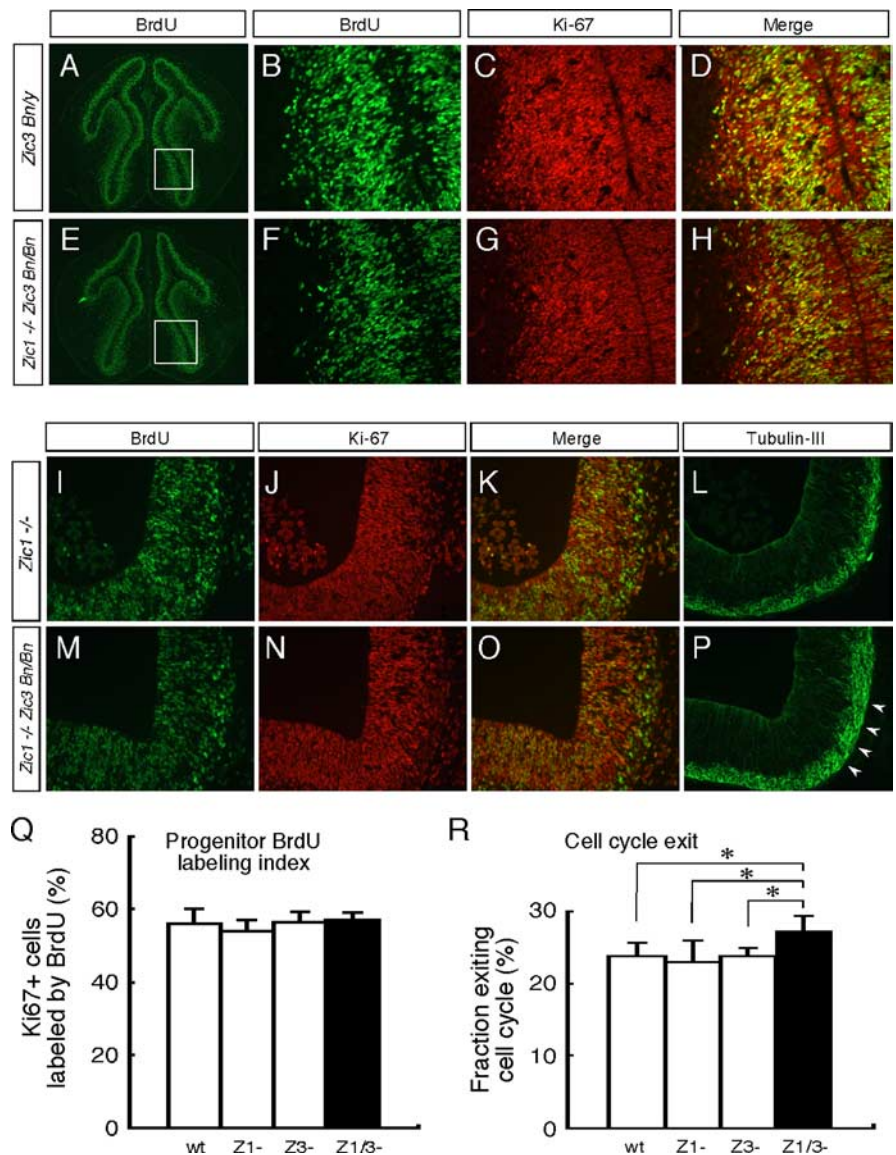 BrdU BrdU Ki-67 Merge
Zic3 Bn/y
A B C D
Zic1 -/- Zic3 Bn/Bn
E F G H
BrdU Ki-67 Merge Tubulin-III
Zic1 -/-
I J K L
Zic1 -/- Zic3 Bn/Bn
M N O P
Q
Progenitor BrdU
labeling index
Ki67+ cells
labeled by BrdU (%)
80
60
40
20
0
wt Z1- Z3- Z1/3-
R
Cell cycle exit
*
*
*
Fraction exiting
cell cycle (%)
30
20
10
0
wt Z1- Z3- Z1/3-